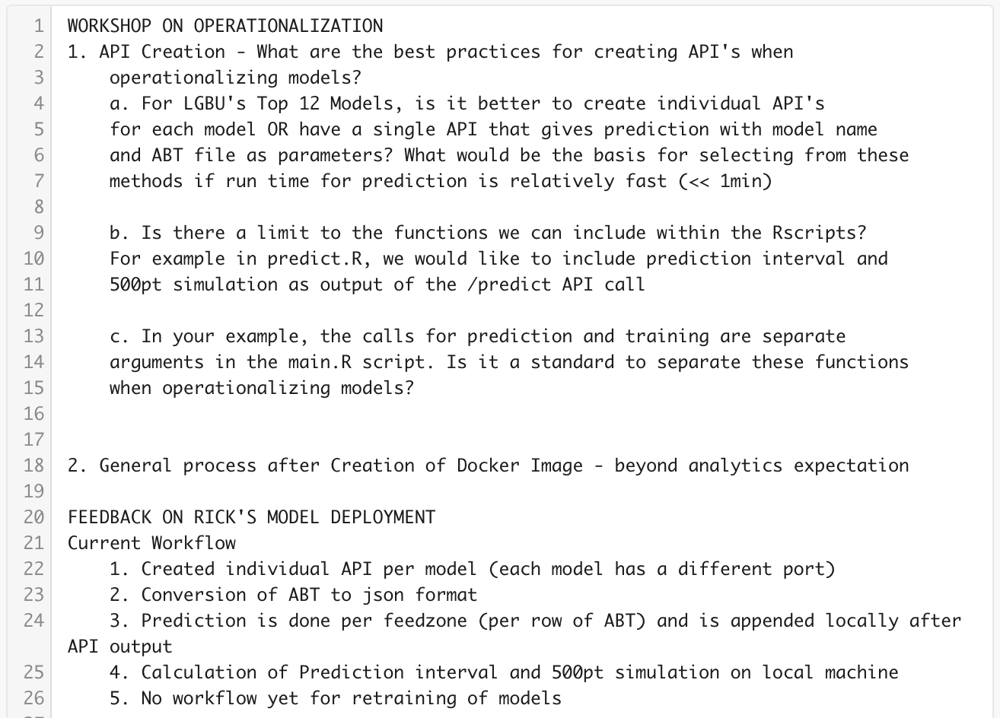 1 WORKSHOP ON OPERATIONALIZATION
2 1. API Creation - What are the best practices for creating API's when
3 operationalizing models?
4 a. For LGBU's Top 12 Models, is it better to create individual API's
5 for each model OR have a single API that gives prediction with model name
6 and ABT file as parameters? What would be the basis for selecting from these
7 methods if run time for prediction is relatively fast (<< 1min)
8
9 b. Is there a limit to the functions we can include within the Rscripts?
10 For example in predict.R, we would like to include prediction interval and
11 500pt simulation as output of the /predict API call
12
13 c. In your example, the calls for prediction and training are separate
14 arguments in the main.R script. Is it a standard to separate these functions
15 when operationalizing models?
16
17
18 2. General process after Creation of Docker Image - beyond analytics expectation
19
20 FEEDBACK ON RICK'S MODEL DEPLOYMENT
21 Current Workflow
22 1. Created individual API per model (each model has a different port)
23 2. Conversion of ABT to json format
24 3. Prediction is done per feedzone (per row of ABT) and is appended locally after
API output
25 4. Calculation of Prediction interval and 500pt simulation on local machine
26 5. No workflow yet for retraining of models